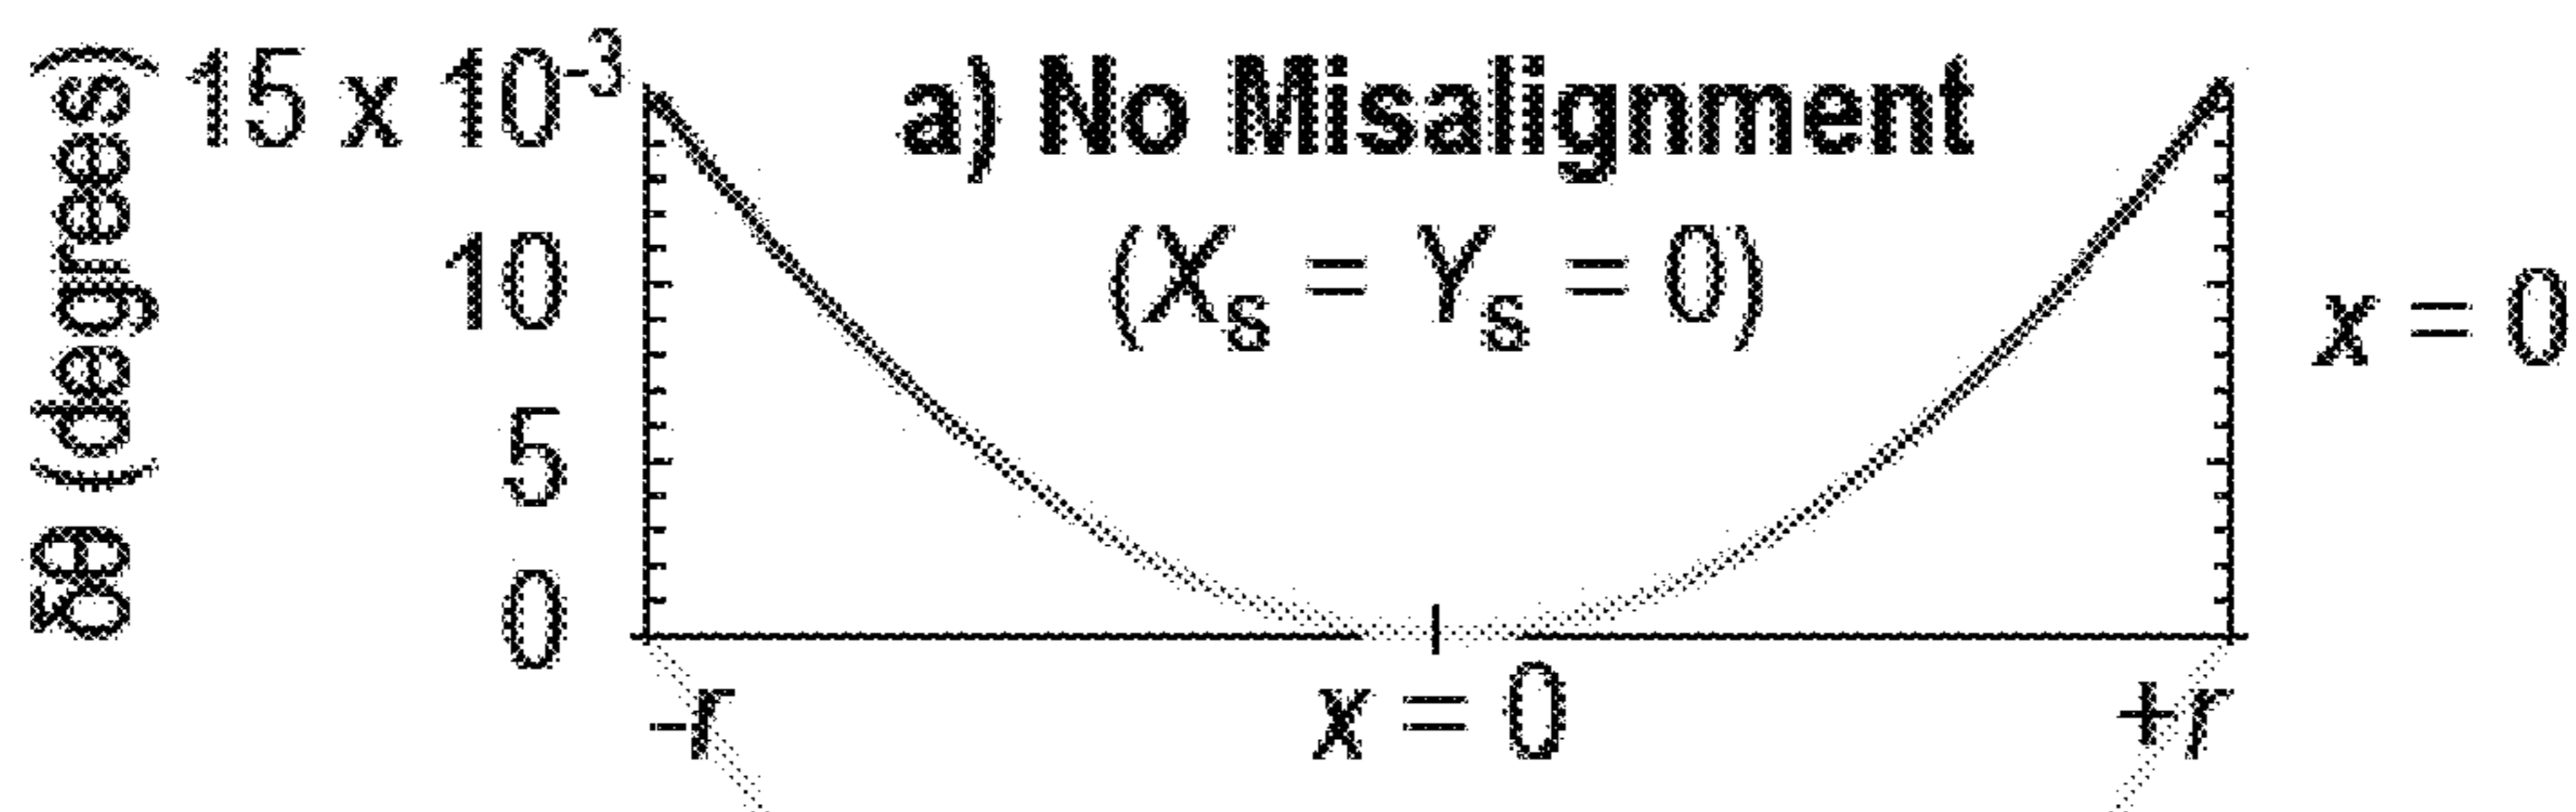 δθ (degrees)
15 x 10-3
10
5
0
a) No Misalignment
(Xs = Ys = 0)
x = 0
-r
x = 0
+r